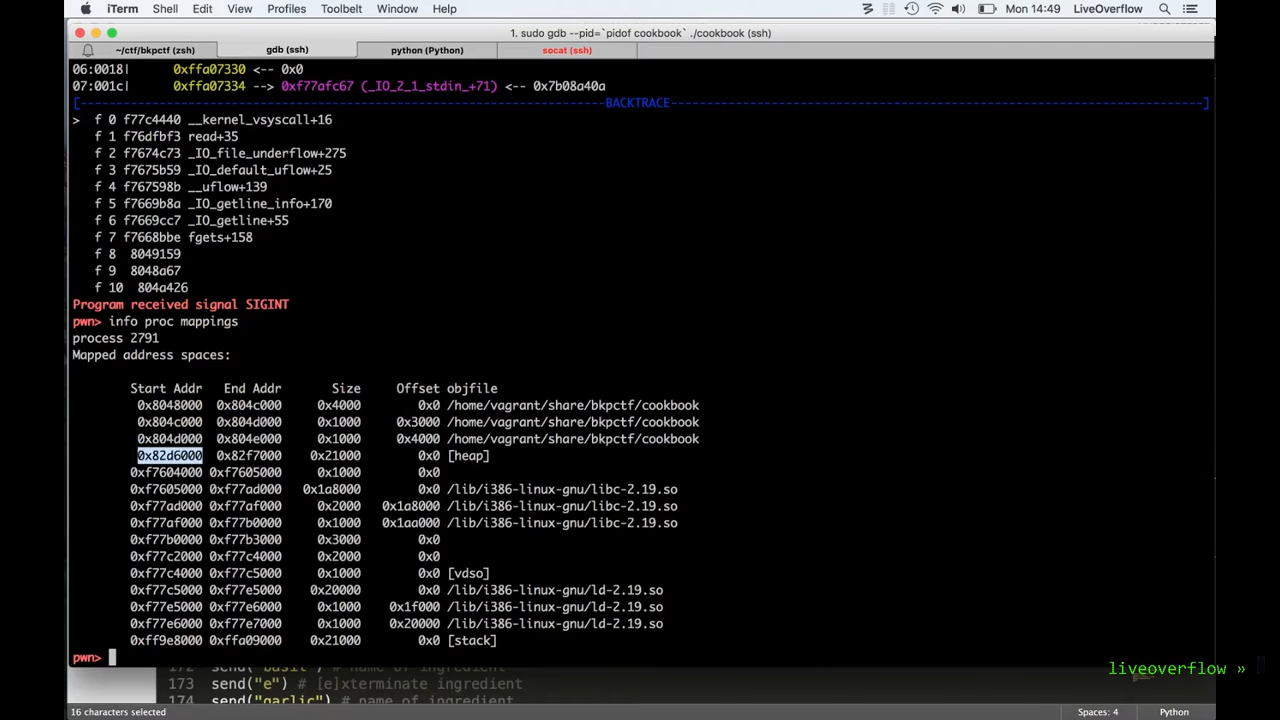 iTerm Shell Edit View Profiles Toolbelt Window Help Mon 14:49 LiveOverflow
1. sudo gdb --pid=`pidof cookbook` ./cookbook (ssh)
~/ctf/bkpctf (zsh) gdb (ssh) python (Python) socat (ssh)
06:0018| 0xffa07330 <-- 0x0
07:001c| 0xffa07334 --> 0xf77afc67 (_IO_2_1_stdin_+71) <-- 0x7b08a40a
[---BACKTRACE---]
> f 0 f77c4440 __kernel_vsyscall+16
f 1 f76dfbf3 read+35
f 2 f7674c73 _IO_file_underflow+275
f 3 f7675b59 _IO_default_uflow+25
f 4 f767598b __uflow+139
f 5 f7669b8a _IO_getline_info+170
f 6 f7669cc7 _IO_getline+55
f 7 f7668bbe fgets+158
f 8 8049159
f 9 8048a67
f 10 804a426
Program received signal SIGINT
pwn> info proc mappings
process 2791
Mapped address spaces:
Start Addr End Addr Size Offset objfile
0x8048000 0x804c000 0x4000 0x0 /home/vagrant/share/bkpctf/cookbook
0x804c000 0x804d000 0x1000 0x3000 /home/vagrant/share/bkpctf/cookbook
0x804d000 0x804e000 0x1000 0x4000 /home/vagrant/share/bkpctf/cookbook
0x82d6000 0x82f7000 0x21000 0x0 [heap]
0xf7604000 0xf7605000 0x1000 0x0
0xf7605000 0xf77ad000 0x1a8000 0x0 /lib/i386-linux-gnu/libc-2.19.so
0xf77ad000 0xf77af000 0x2000 0x1a8000 /lib/i386-linux-gnu/libc-2.19.so
0xf77af000 0xf77b0000 0x1000 0x1aa000 /lib/i386-linux-gnu/libc-2.19.so
0xf77b0000 0xf77b3000 0x3000 0x0
0xf77c2000 0xf77c4000 0x2000 0x0
0xf77c4000 0xf77c5000 0x1000 0x0 [vdso]
0xf77c5000 0xf77e5000 0x20000 0x0 /lib/i386-linux-gnu/ld-2.19.so
0xf77e5000 0xf77e6000 0x1000 0x1f000 /lib/i386-linux-gnu/ld-2.19.so
0xf77e6000 0xf77e7000 0x1000 0x20000 /lib/i386-linux-gnu/ld-2.19.so
0xff9e8000 0xffa09000 0x21000 0x0 [stack]
pwn>
172 send("basil") # name of ingredient
liveoverflow »
173 send("e") # [e]xterminate ingredient
174 send("garlic") # name of ingredient
16 characters selected Spaces: 4 Python